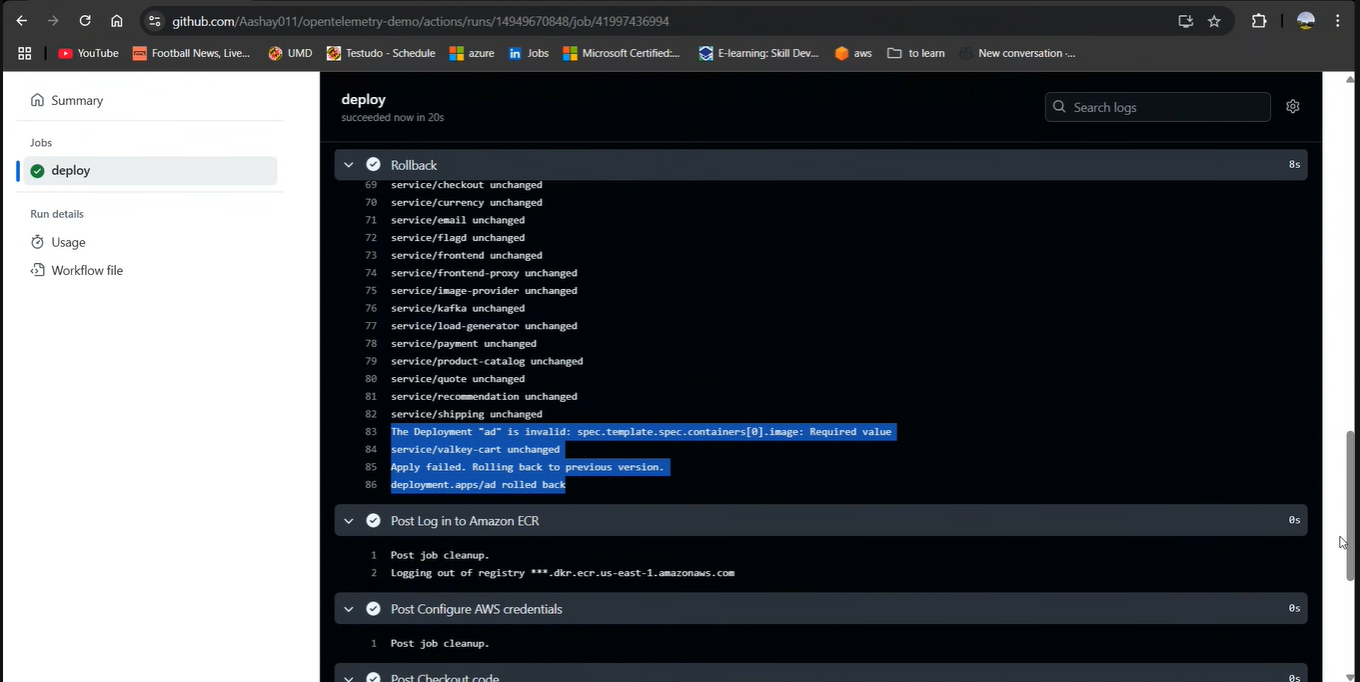 github.com/Aashay011/opentelemetry-demo/actions/runs/14949670848/job/41997436994
YouTube
Football News, Live...
UMD
Testudo - Schedule
azure
Jobs
Microsoft Certified:...
E-learning: Skill Dev...
aws
to learn
New conversation -...
Summary
Jobs
deploy
Run details
Usage
Workflow file
deploy
succeeded now in 20s
Search logs
Rollback 8s
69 service/checkout unchanged
70 service/currency unchanged
71 service/email unchanged
72 service/flagd unchanged
73 service/frontend unchanged
74 service/frontend-proxy unchanged
75 service/image-provider unchanged
76 service/kafka unchanged
77 service/load-generator unchanged
78 service/payment unchanged
79 service/product-catalog unchanged
80 service/quote unchanged
81 service/recommendation unchanged
82 service/shipping unchanged
83 The Deployment "ad" is invalid: spec.template.spec.containers[0].image: Required value
84 service/valkey-cart unchanged
85 Apply failed. Rolling back to previous version.
86 deployment.apps/ad rolled back
Post Log in to Amazon ECR 0s
1 Post job cleanup.
2 Logging out of registry ***.dkr.ecr.us-east-1.amazonaws.com
Post Configure AWS credentials 0s
1 Post job cleanup.
Post Checkout code 0s